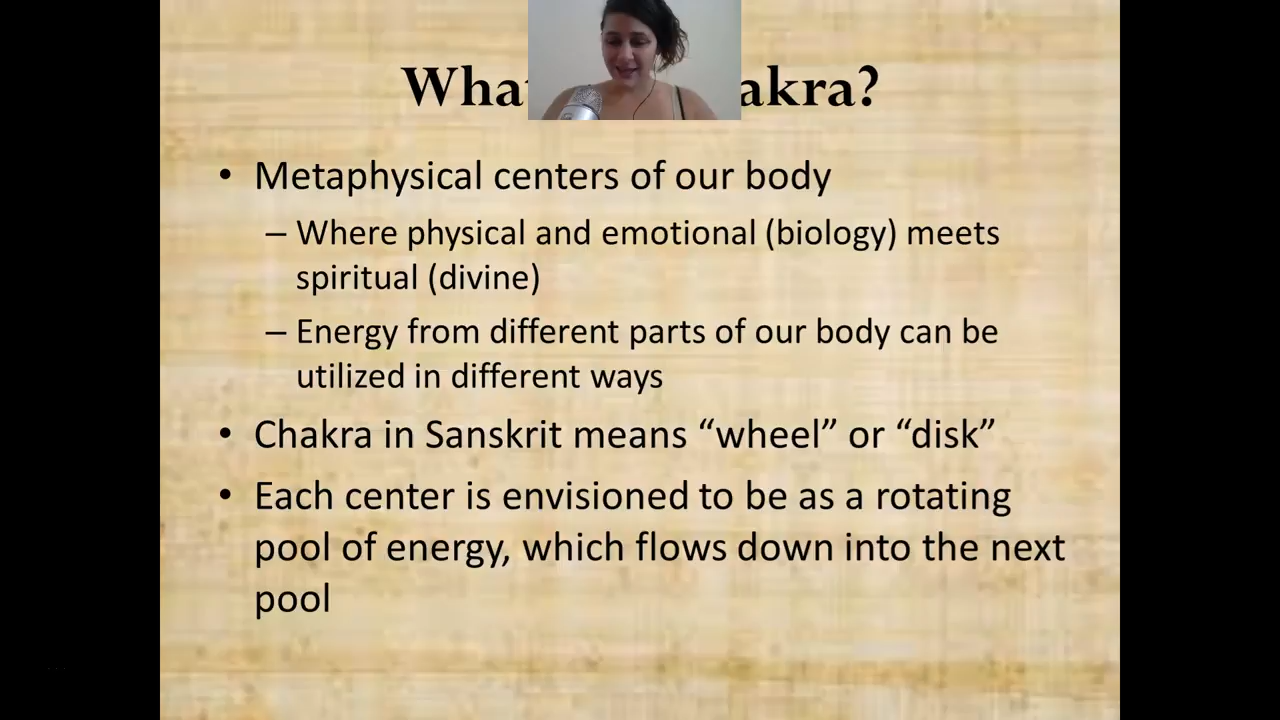 Wha akra?
• Metaphysical centers of our body
– Where physical and emotional (biology) meets
spiritual (divine)
– Energy from different parts of our body can be
utilized in different ways
• Chakra in Sanskrit means “wheel” or “disk”
• Each center is envisioned to be as a rotating
pool of energy, which flows down into the next
pool